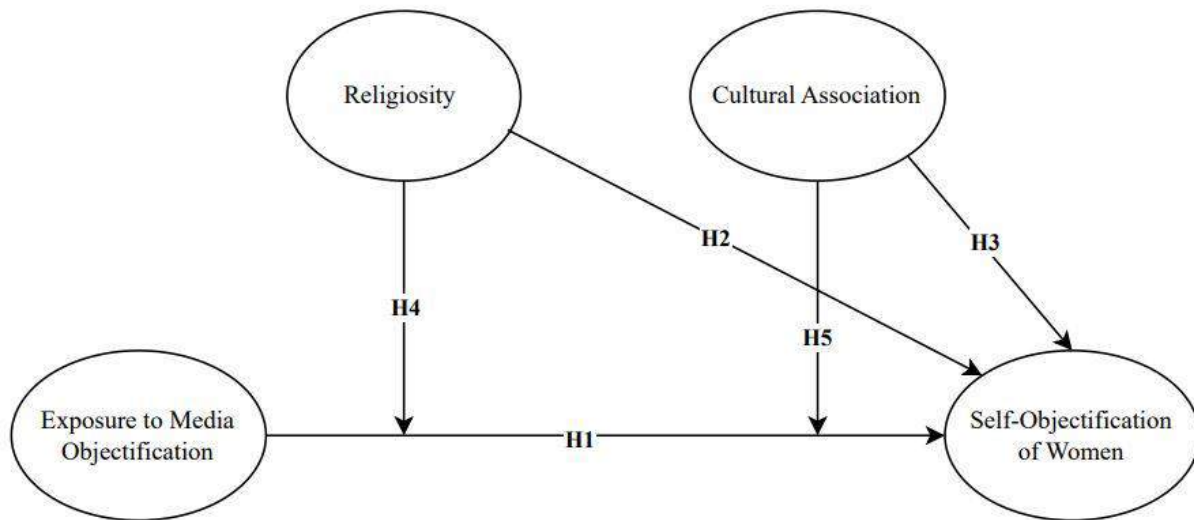 Religiosity
Cultural Association
H2
H3
H4
H5
Exposure to Media
Objectification
H1
Self-Objectification
of Women